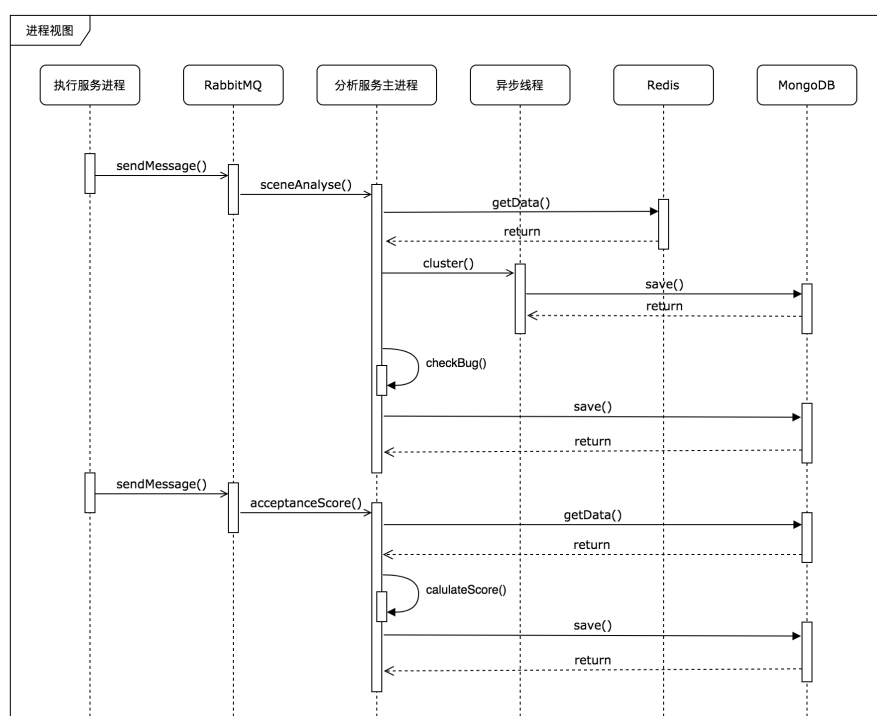 进程视图
执行服务进程
RabbitMQ
分析服务主进程
异步线程
Redis
MongoDB
sendMessage()
sceneAnalyse()
getData()
return
cluster()
save()
return
checkBug()
save()
return
sendMessage()
acceptanceScore()
getData()
return
calulateScore()
save()
return